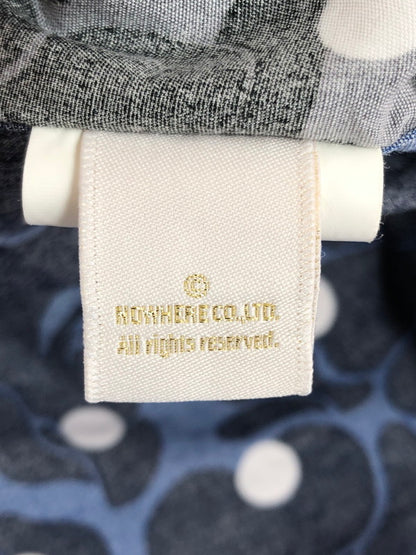 ©
NOWHERE CO.,LTD.
All rights reserved.